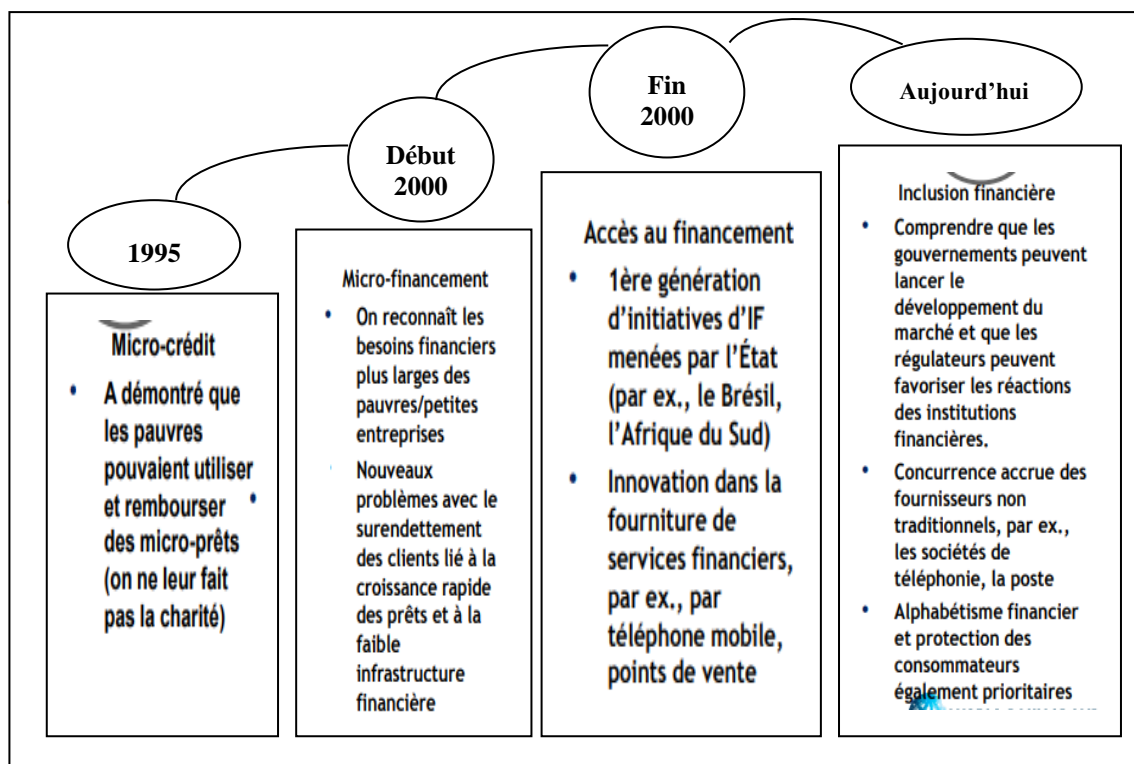 1995
Micro-crédit
• A démontré que
les pauvres
pouvaient utiliser
et rembourser •
des micro-prêts
(on ne leur fait
pas la charité)
Début
2000
Micro-financement
• On reconnaît les
besoins financiers
plus larges des
pauvres/petites
entreprises
Nouveaux
problèmes avec le
surendettement
des clients lié à la
croissance rapide
des prêts et à la
faible
infrastructure
financière
Fin
2000
Accès au financement
• 1ère génération
d'initiatives d'IF
menées par l'État
(par ex., le Brésil,
l'Afrique du Sud)
• Innovation dans la
fourniture de
services financiers,
par ex., par
téléphone mobile,
points de vente
Aujourd'hui
Inclusion financière
• Comprendre que les
gouvernements peuvent
lancer le
développement du
marché et que les
régulateurs peuvent
favoriser les réactions
des institutions
financières.
• Concurrence accrue des
fournisseurs non
traditionnels, par ex.,
les sociétés de
téléphonie, la poste
• Alphabétisme financier
et protection des
consommateurs
également prioritaires